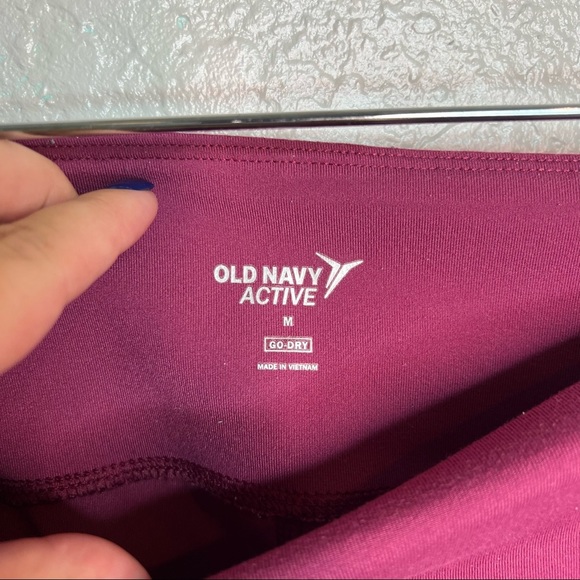 OLD NAVY
ACTIVE
M
GO-DRY
MADE IN VIETNAM